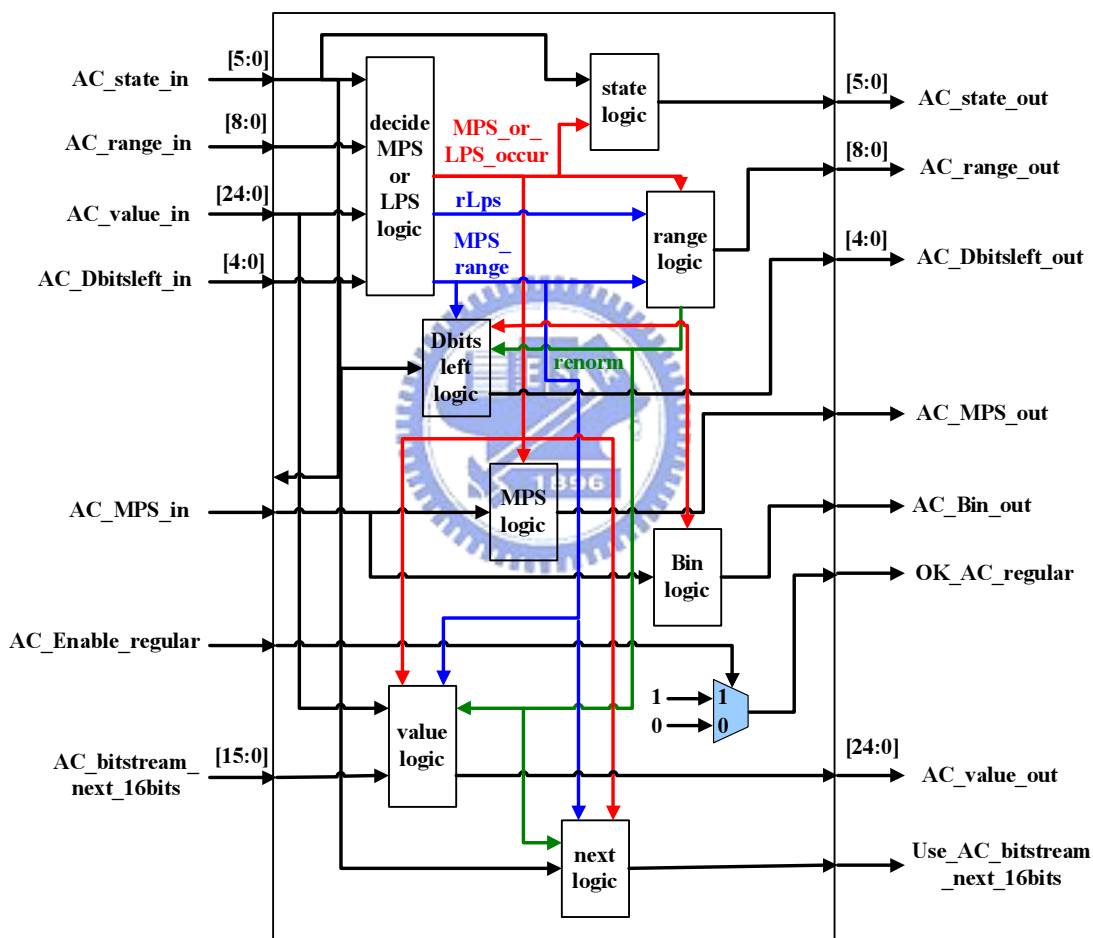 [5:0]
AC_state_in
[8:0]
AC_range_in
[24:0]
AC_value_in
[4:0]
AC_Dbitsleft_in
AC_MPS_in
AC_Enable_regular
[15:0]
AC_bitstream_
next_16bits
decide
MPS
or
LPS
logic
MPS_or_
LPS_occur
rLps
MPS_
range
state
logic
range
logic
Dbits
left
logic
renorm
MPS
logic
1896
Bin
logic
1
0
1
0
value
logic
next
logic
[5:0]
AC_state_out
[8:0]
AC_range_out
[4:0]
AC_Dbitsleft_out
AC_MPS_out
AC_Bin_out
OK_AC_regular
[24:0]
AC_value_out
Use_AC_bitstream
_next_16bits